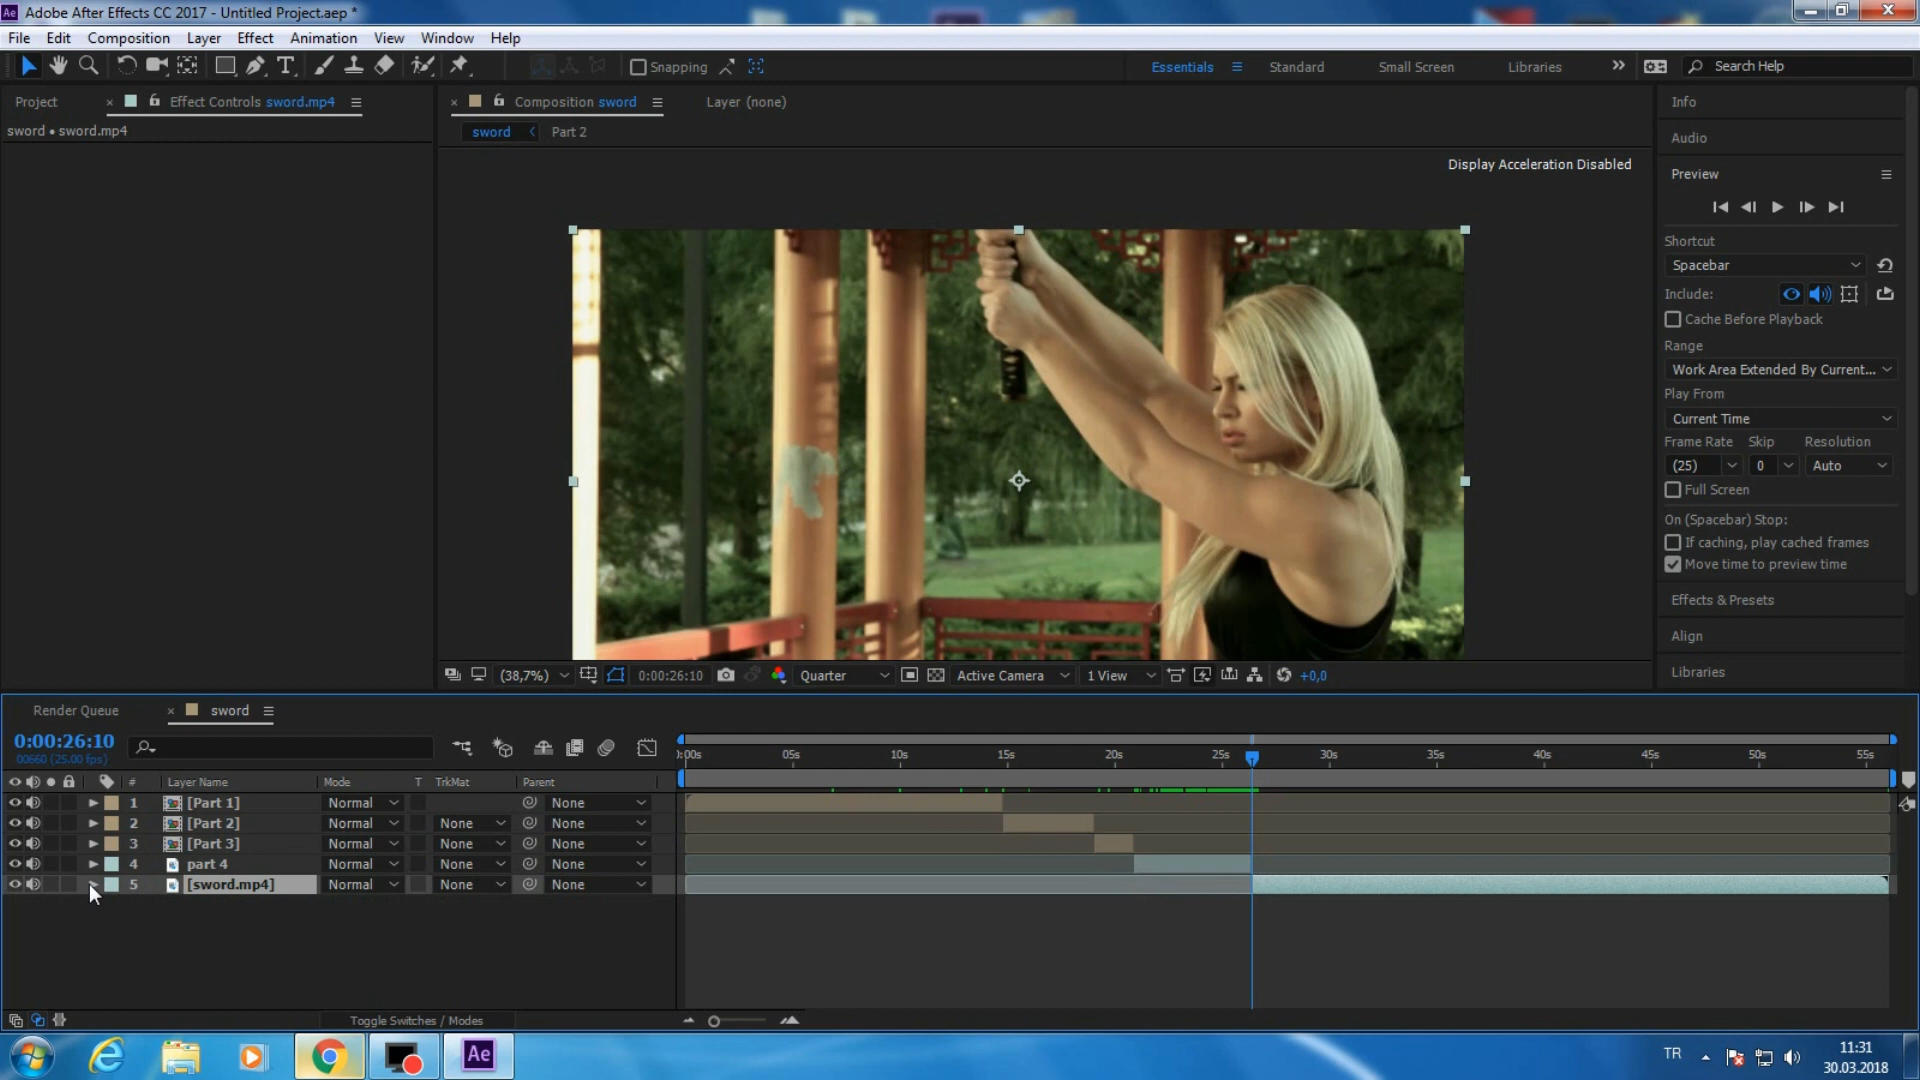 Adobe After Effects CC 2017 - Untitled Project.aep *
File Edit Composition Layer Effect Animation View Window Help
Snapping
Essentials Standard Small Screen Libraries Search Help
Project Effect Controls sword.mp4
sword • sword.mp4
Composition sword Layer (none)
sword Part 2
Display Acceleration Disabled
Info
Audio
Preview
Shortcut
Spacebar
Include:
Cache Before Playback
Range
Work Area Extended By Current...
Play From
Current Time
Frame Rate Skip Resolution
(25) 0 Auto
Full Screen
On (Spacebar) Stop:
If caching, play cached frames
Move time to preview time
Effects & Presets
Align
Libraries
(38,7%) 0:00:26:10 Quarter Active Camera 1 View +0,0
Render Queue sword
0:00:26:10
00660 (25.00 fps)
:00s 05s 10s 15s 20s 25s 30s 35s 40s 45s 50s 55s
# Layer Name Mode T TrkMat Parent
1 [Part 1] Normal None
2 [Part 2] Normal None None
3 [Part 3] Normal None None
4 part 4 Normal None None
5 [sword.mp4] Normal None None
Toggle Switches / Modes
Ae
TR
11:31
30.03.2018